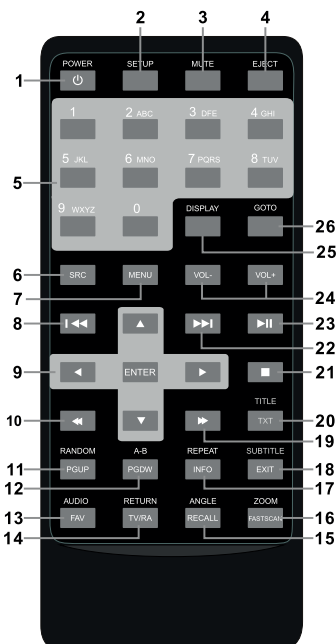 2 3 4
POWER SETUP MUTE EJECT
1
1 2 ABC 3 DFE 4 GHI
5 JKL 6 MNO 7 PQRS 8 TUV
5
9 WXYZ 0 DISPLAY GOTO
26
25
6 SRC MENU VOL- VOL+
7 24
8 23
22
9 ENTER 21
TITLE
10 TXT 20
19
RANDOM A-B REPEAT SUBTITLE
11 PGUP PGDW INFO EXIT 18
12 17
AUDIO RETURN ANGLE ZOOM
13 FAV TV/RA RECALL FASTSCAN 16
14 15